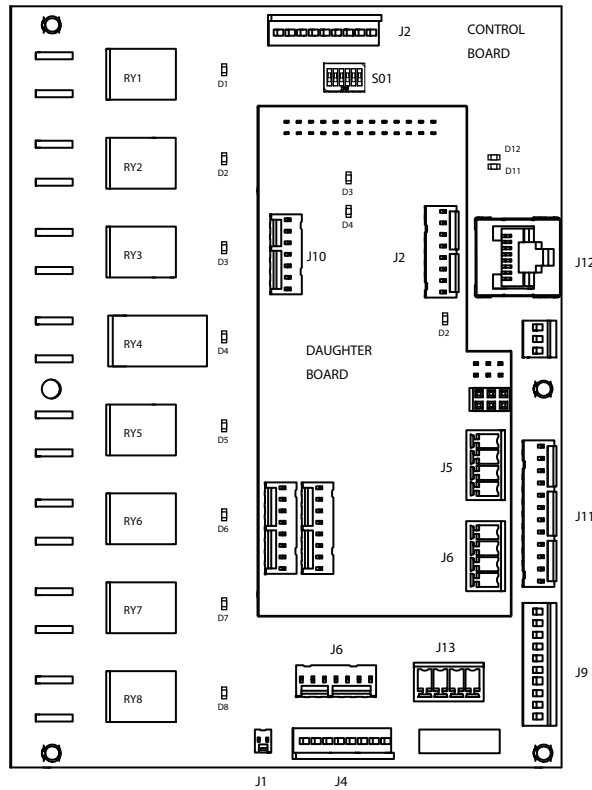 J2
CONTROL
BOARD
S01
RY1
D1
D12
D11
RY2
D2
D3
D4
RY3
D3
J10
J2
J12
RY4
D4
D2
DAUGHTER
BOARD
RY5
D5
J5
RY6
D6
J11
J6
RY7
D7
J6
J13
J9
RY8
D8
J1
J4